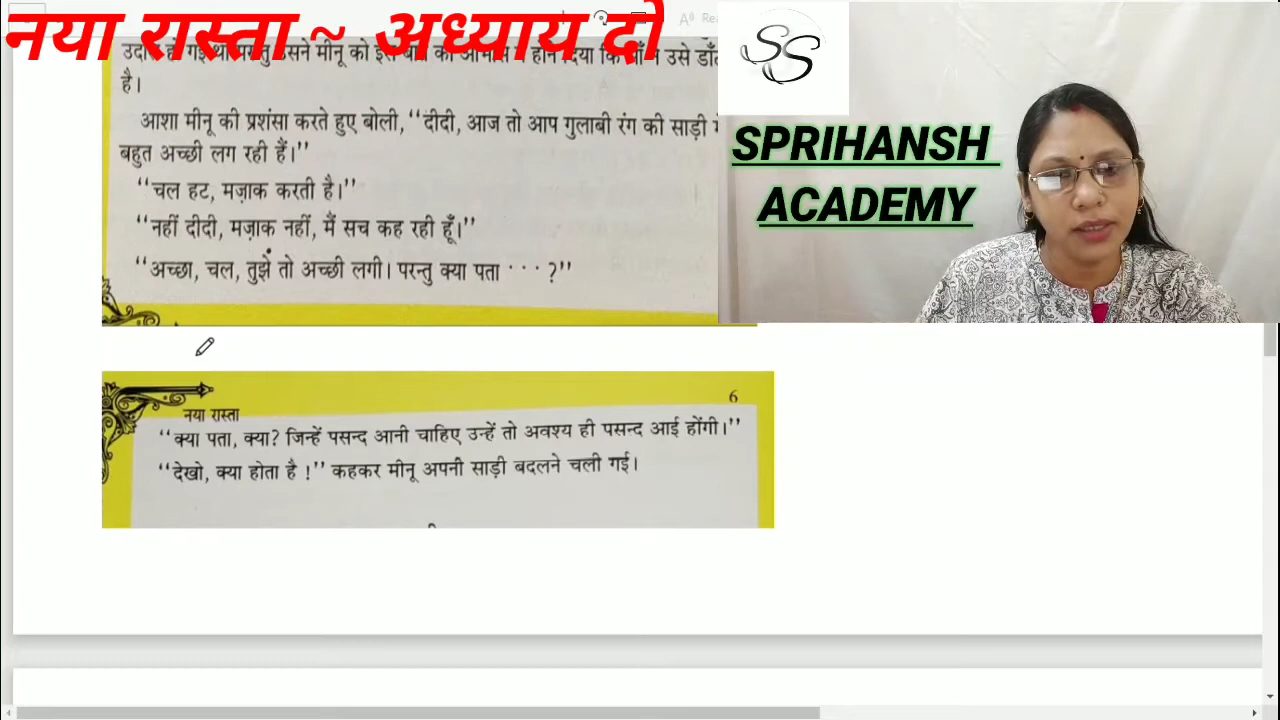 नया रास्ता ~ अध्याय दो
है।
आशा मीनू की प्रशंसा करते हुए बोली, ‘‘दीदी, आज तो आप गुलाबी रंग की साड़ी
बहुत अच्छी लग रही हैं।’’
‘‘चल हट, मज़ाक करती है।’’
‘‘नहीं दीदी, मज़ाक नहीं, मैं सच कह रही हूँ।’’
‘‘अच्छा, चल, तुझे तो अच्छी लगी। परन्तु क्या पता · · · ?’’
SS
SPRIHANSH
ACADEMY
6
नया रास्ता
‘‘क्या पता, क्या? जिन्हें पसन्द आनी चाहिए उन्हें तो अवश्य ही पसन्द आई होंगी।’’
‘‘देखो, क्या होता है !’’ कहकर मीनू अपनी साड़ी बदलने चली गई।